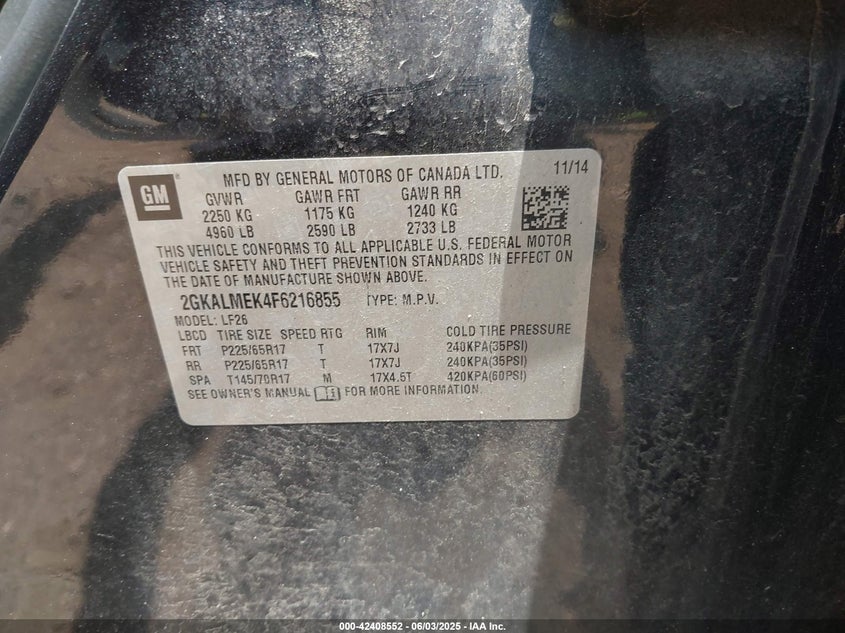 GM
MFD BY GENERAL MOTORS OF CANADA LTD. 11/14
GVWR GAWR FRT GAWR RR
2250 KG 1175 KG 1240 KG
4960 LB 2590 LB 2733 LB
THIS VEHICLE CONFORMS TO ALL APPLICABLE U.S. FEDERAL MOTOR
VEHICLE SAFETY AND THEFT PREVENTION STANDARDS IN EFFECT ON
THE DATE OF MANUFACTURE SHOWN ABOVE.
2GKALMEK4F6216855 TYPE: M.P.V.
MODEL: LF26
LBCD TIRE SIZE SPEED RTG RIM COLD TIRE PRESSURE
FRT P225/65R17 T 17X7J 240KPA(35PSI)
RR P225/65R17 T 17X7J 240KPA(35PSI)
SPA T145/70R17 M 17X4.5T 420KPA(60PSI)
SEE OWNER'S MANUAL FOR MORE INFORMATION.
000-42408552 - 06/03/2025 - IAA Inc.